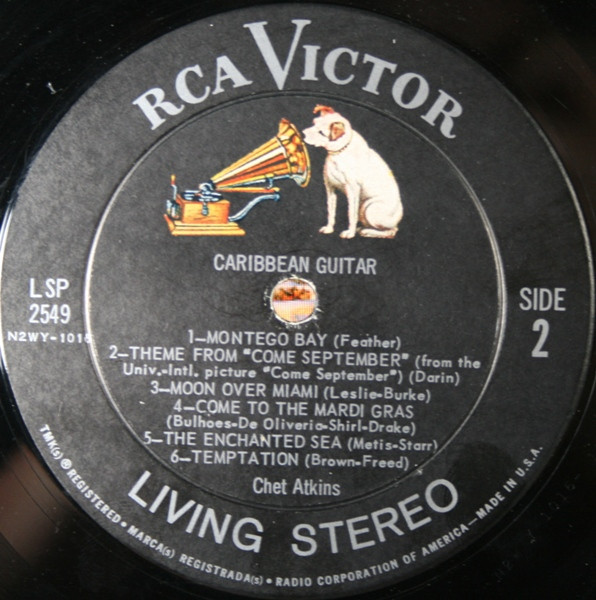 RCA VICTOR
CARIBBEAN GUITAR
LSP
2549
N2WY-1015
SIDE
2
1—MONTEGO BAY (Feather)
2—THEME FROM "COME SEPTEMBER" (from the
Univ.-Intl. picture "Come September") (Darin)
3—MOON OVER MIAMI (Leslie-Burke)
4—COME TO THE MARDI GRAS
(Bulhoes-De Oliverio-Shirl-Drake)
5—THE ENCHANTED SEA (Metis-Starr)
6—TEMPTATION (Brown-Freed)
Chet Atkins
LIVING STEREO
TMK(s) ® REGISTERED • MARCA(s) REGISTRADA(s) • RADIO CORPORATION OF AMERICA—MADE IN U.S.A.